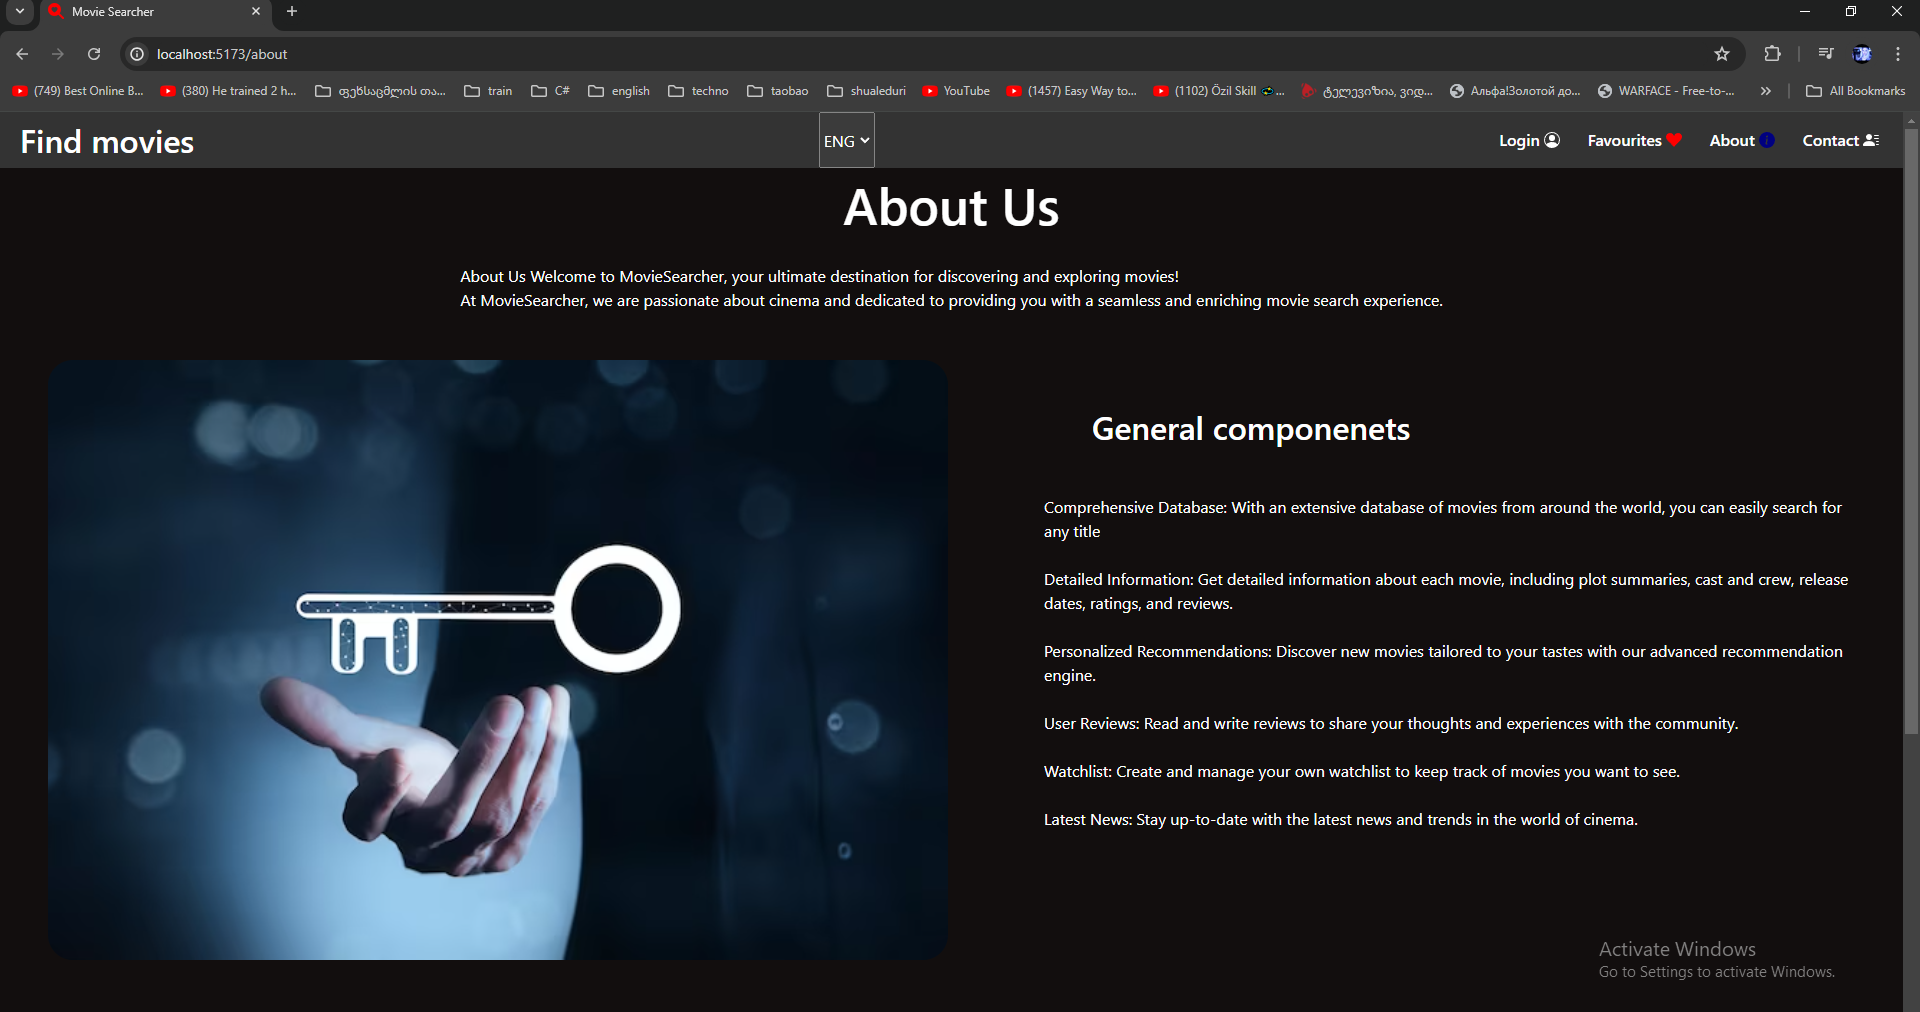 Movie Searcher
localhost:5173/about
(749) Best Online B...
(380) He trained 2 h...
ფეხსაცმლის თა...
train
C#
english
techno
taobao
shualeduri
YouTube
(1457) Easy Way to...
(1102) Özil Skill ...
ტელევიზია, ვიდ...
Альфа!Золотой до...
WARFACE - Free-to-...
All Bookmarks
Find movies
ENG
Login
Favourites
About
Contact
About Us
About Us Welcome to MovieSearcher, your ultimate destination for discovering and exploring movies!
At MovieSearcher, we are passionate about cinema and dedicated to providing you with a seamless and enriching movie search experience.
General componenets
Comprehensive Database: With an extensive database of movies from around the world, you can easily search for
any title
Detailed Information: Get detailed information about each movie, including plot summaries, cast and crew, release
dates, ratings, and reviews.
Personalized Recommendations: Discover new movies tailored to your tastes with our advanced recommendation
engine.
User Reviews: Read and write reviews to share your thoughts and experiences with the community.
Watchlist: Create and manage your own watchlist to keep track of movies you want to see.
Latest News: Stay up-to-date with the latest news and trends in the world of cinema.
Activate Windows
Go to Settings to activate Windows.